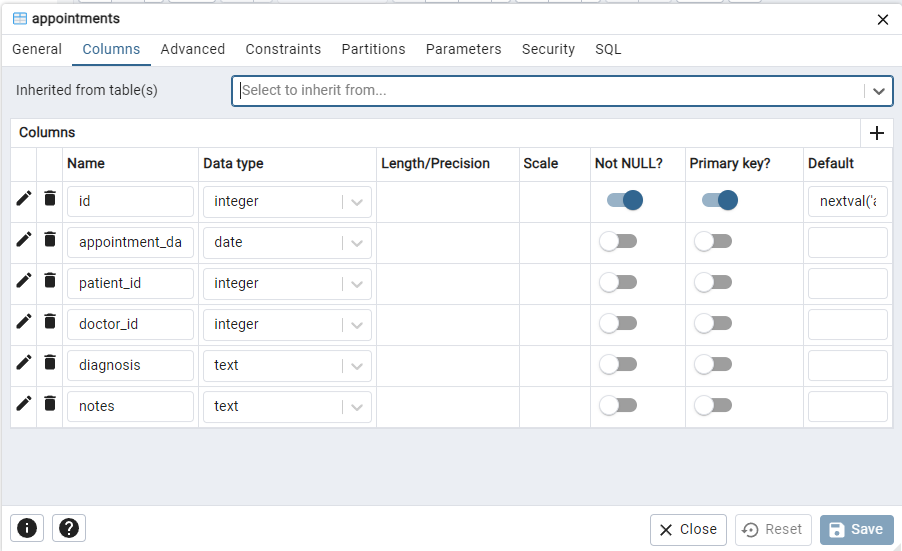 appointments
General Columns Advanced Constraints Partitions Parameters Security SQL
Inherited from table(s) Select to inherit from...
Columns
Name Data type Length/Precision Scale Not NULL? Primary key? Default
id integer nextval('a
appointment_da date
patient_id integer
doctor_id integer
diagnosis text
notes text
Close Reset Save